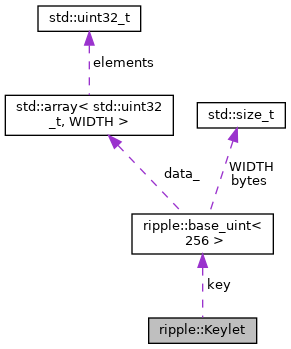 std::uint32_t
elements
std::array< std::uint32
_t, WIDTH >
std::size_t
data_
WIDTH
bytes
ripple::base_uint<
256 >
key
ripple::Keylet